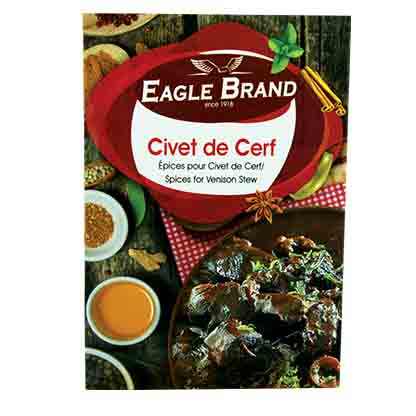 EAGLE BRAND
since 1918
Civet de Cerf
Épices pour Civet de Cerf/
Spices for Venison Stew